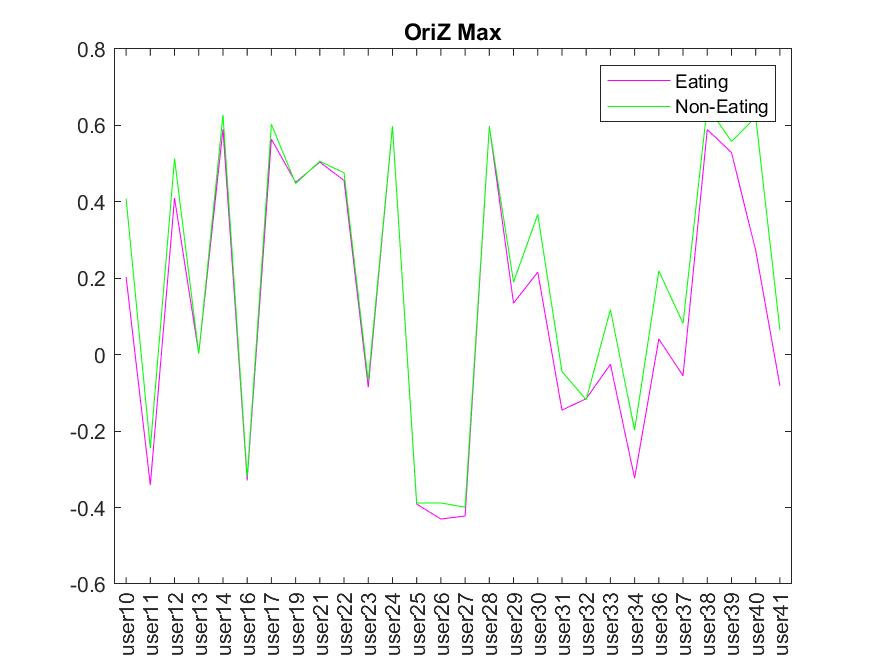 OriZ Max
0.8
0.6
0.4
0.2
0
-0.2
-0.4
-0.6
Eating
Non-Eating
user10
user11
user12
user13
user14
user16
user17
user19
user21
user22
user23
user24
user25
user26
user27
user28
user29
user30
user31
user32
user33
user34
user36
user37
user38
user39
user40
user41